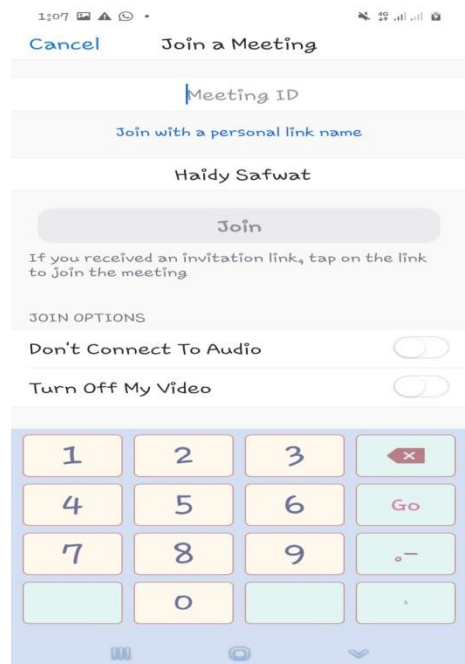 1:07
Cancel Join a Meeting
Meeting ID
Join with a personal link name
Haidy Safwat
Join
If you received an invitation link, tap on the link
to join the meeting
JOIN OPTIONS
Don't Connect To Audio
Turn Off My Video
1 2 3
4 5 6 Go
7 8 9 .-
0